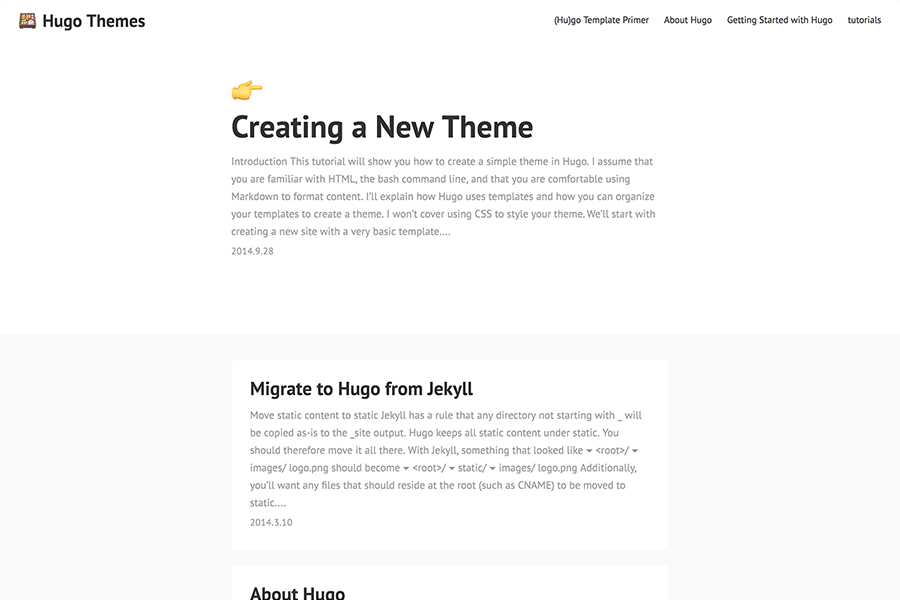 Hugo Themes
(Hu)go Template Primer About Hugo Getting Started with Hugo tutorials
Creating a New Theme
Introduction This tutorial will show you how to create a simple theme in Hugo. I assume that
you are familiar with HTML, the bash command line, and that you are comfortable using
Markdown to format content. I'll explain how Hugo uses templates and how you can organize
your templates to create a theme. I won't cover using CSS to style your theme. We'll start with
creating a new site with a very basic template....
2014.9.28
Migrate to Hugo from Jekyll
Move static content to static Jekyll has a rule that any directory not starting with _ will
be copied as-is to the _site output. Hugo keeps all static content under static. You
should therefore move it all there. With Jekyll, something that looked like ▾ <root>/ ▾
images/ logo.png should become ▾ <root>/ ▾ static/ ▾ images/ logo.png Additionally,
you'll want any files that should reside at the root (such as CNAME) to be moved to
static....
2014.3.10
About Hugo